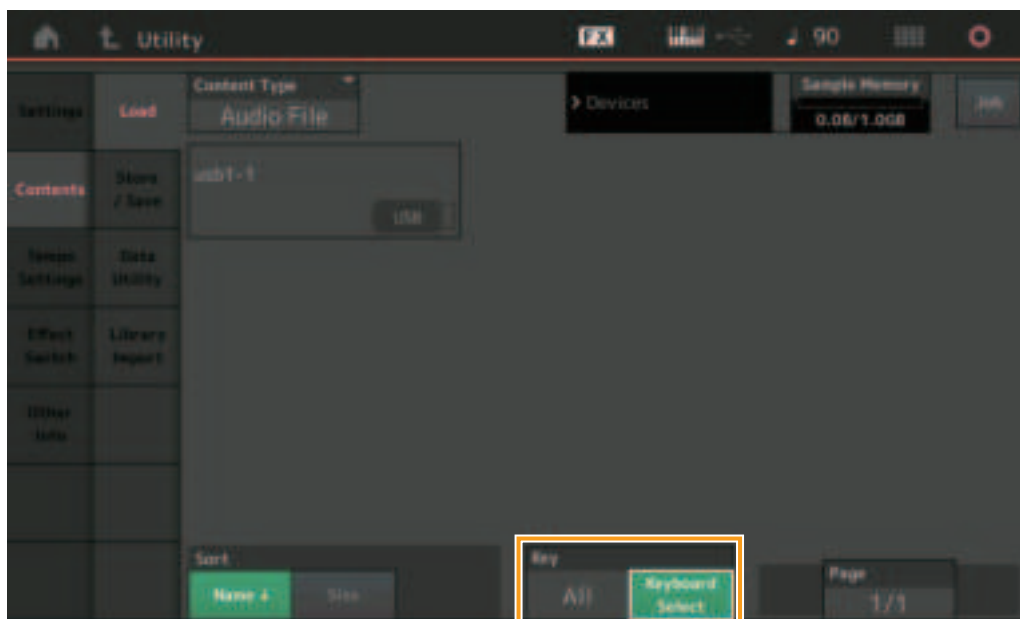 Utility
FX
90
Settings
Load
Content Type
Audio File
Devices
Sample Memory
0.0B/1.0GB
Job
Contents
Store
/ Save
usb1-1
USB
Tempo
Settings
Data
Utility
Effect
Switch
Library
Import
Other
Info
Sort
Name
Size
Key
All
Keyboard
Select
Page
1/1